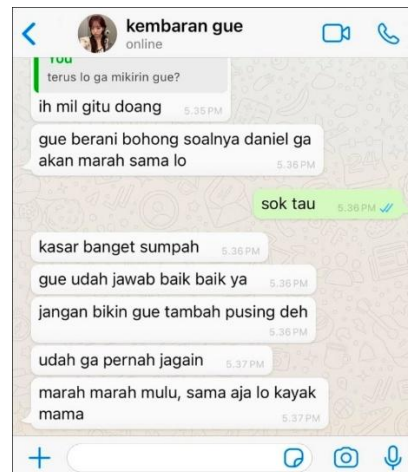 kembaran gue
online
You
terus lo ga mikirin gue?
ih mil gitu doang
5.35 PM
gue berani bohong soalnya daniel ga
akan marah sama lo
5.36 PM
sok tau
5.36 PM
kasar banget sumpah
5.36 PM
gue udah jawab baik baik ya
5.36 PM
jangan bikin gue tambah pusing deh
5.36 PM
udah ga pernah jagain
5.37 PM
marah marah mulu, sama aja lo kayak
mama
5.37 PM